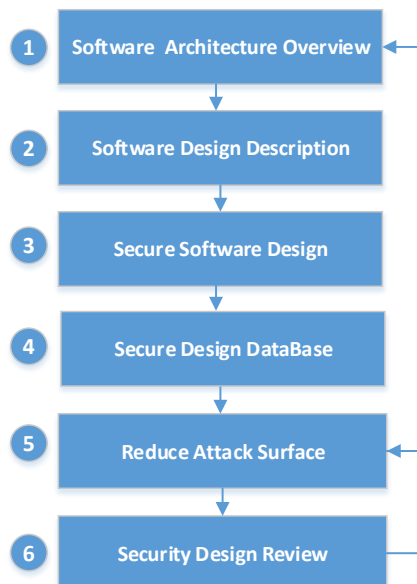 1 Software Architecture Overview
2 Software Design Description
3 Secure Software Design
4 Secure Design DataBase
5 Reduce Attack Surface
6 Security Design Review